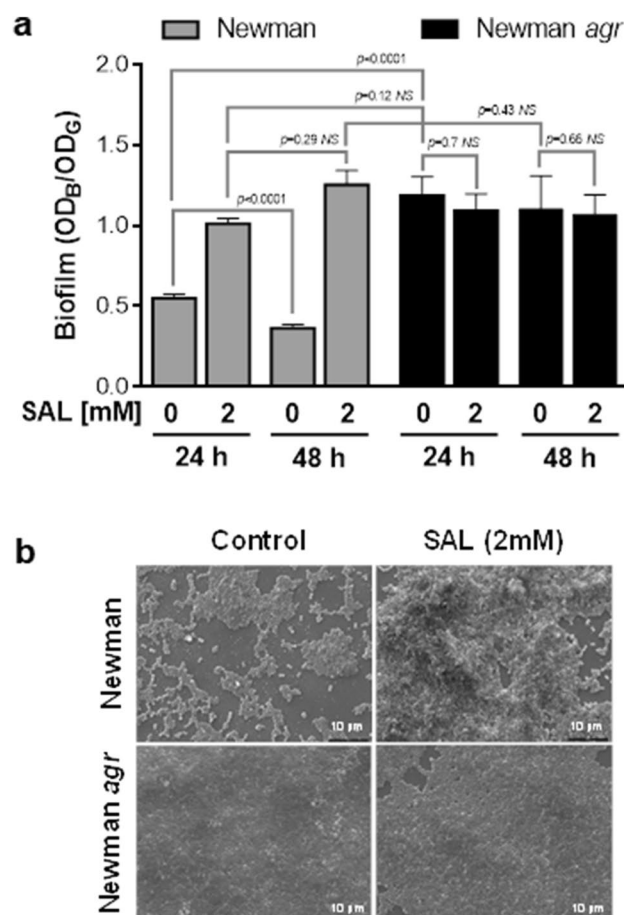 a
Newman
Newman agr
2.0
1.5
1.0
0.5
0.0
Biofilm (ODB/ODG)
p<0.0001
p=0.12 NS
p=0.29 NS
p=0.43 NS
p<0.0001
p=0.7 NS
p=0.66 NS
SAL [mM] 0 2 0 2 0 2 0 2
24 h 48 h 24 h 48 h
b
Control SAL (2mM)
Newman
10 µm
10 µm
Newman agr
10 µm
10 µm